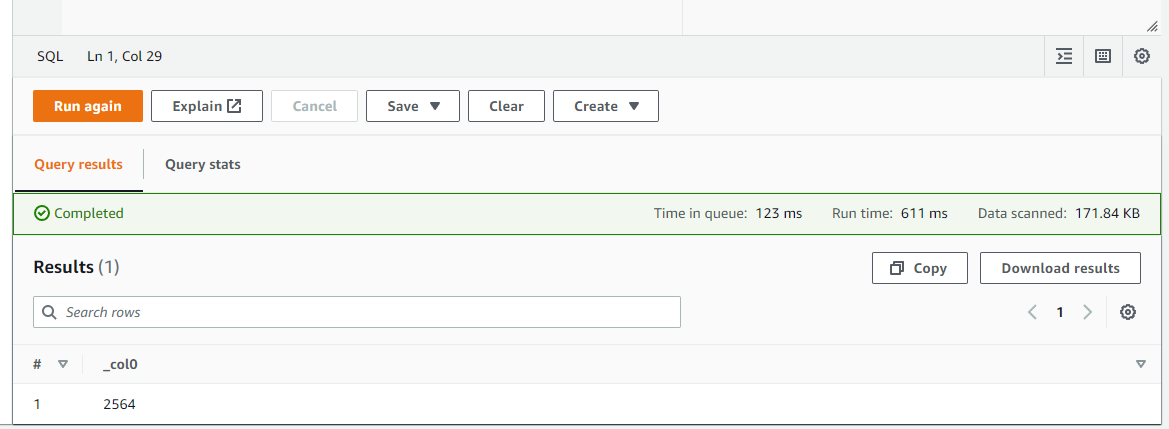 SQL Ln 1, Col 29
Run again Explain Cancel Save Clear Create
Query results Query stats
Completed Time in queue: 123 ms Run time: 611 ms Data scanned: 171.84 KB
Results (1) Copy Download results
Search rows 1
# _col0
1 2564